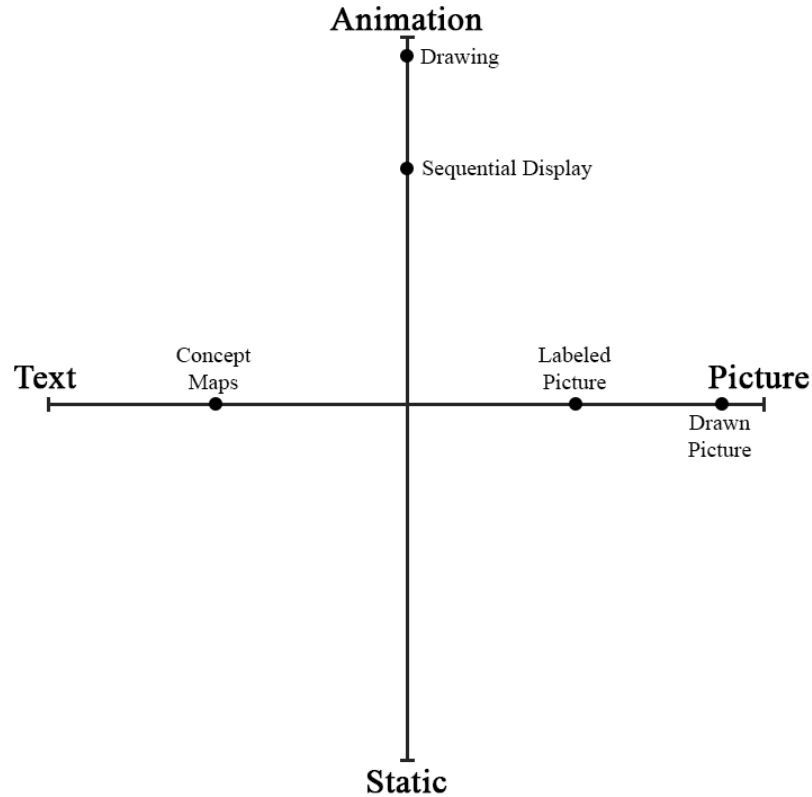 Animation
Drawing
Sequential Display
Concept
Maps
Labeled
Picture
Text
Picture
Drawn
Picture
Static